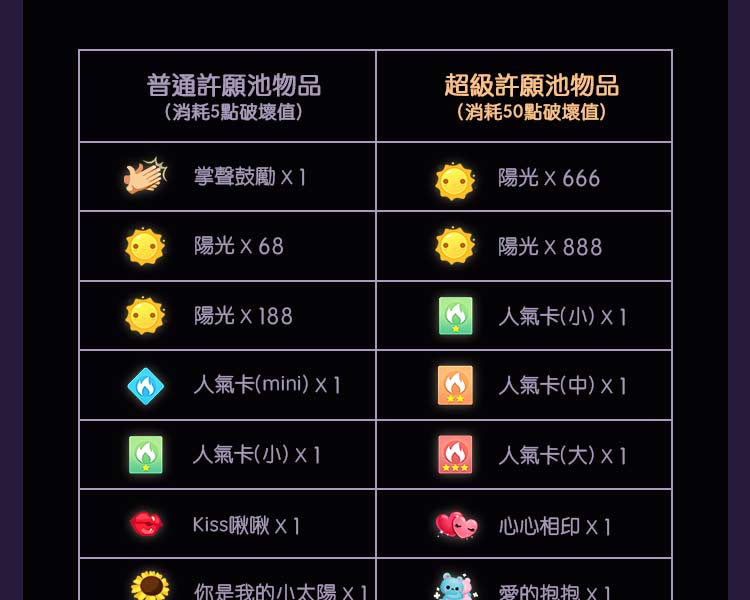 普通許願池物品
(消耗5點破壞值)
超級許願池物品
(消耗50點破壞值)
掌聲鼓勵 X 1
陽光 X 666
陽光 X 68
陽光 X 888
陽光 X 188
人氣卡(小) X 1
人氣卡(mini) X 1
人氣卡(中) X 1
人氣卡(小) X 1
人氣卡(大) X 1
Kiss啾啾 X 1
心心相印 X 1
你是我的小太陽 X 1
愛的抱抱 X 1